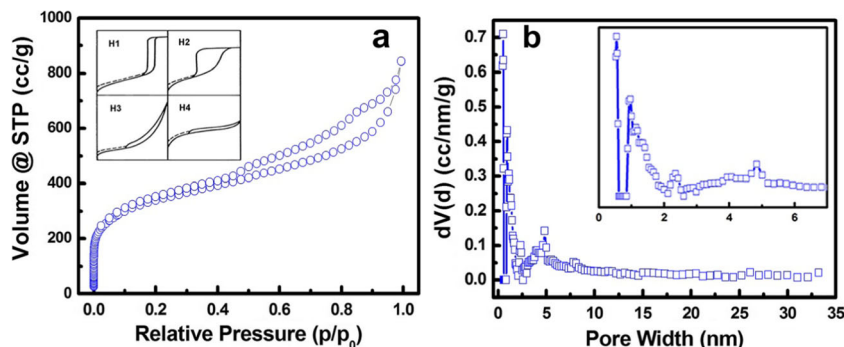 a
H1
H2
H3
H4
Volume @ STP (cc/g)
1000
800
600
400
200
0
0.0 0.2 0.4 0.6 0.8 1.0
Relative Pressure (p/p0)
b
dV(d) (cc/nm/g)
0.7
0.6
0.5
0.4
0.3
0.2
0.1
0.0
0 5 10 15 20 25 30 35
Pore Width (nm)
0 2 4 6